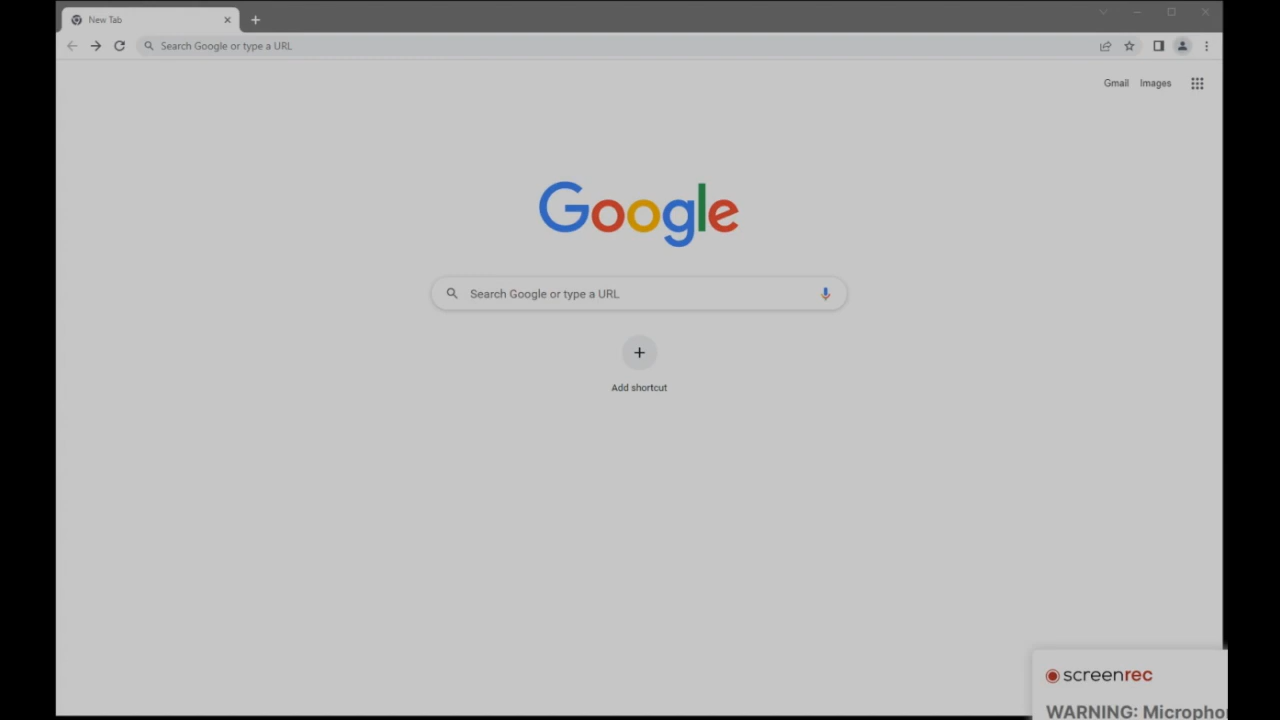 New Tab
Search Google or type a URL
Gmail Images
Google
Search Google or type a URL
Add shortcut
screenrec
WARNING: